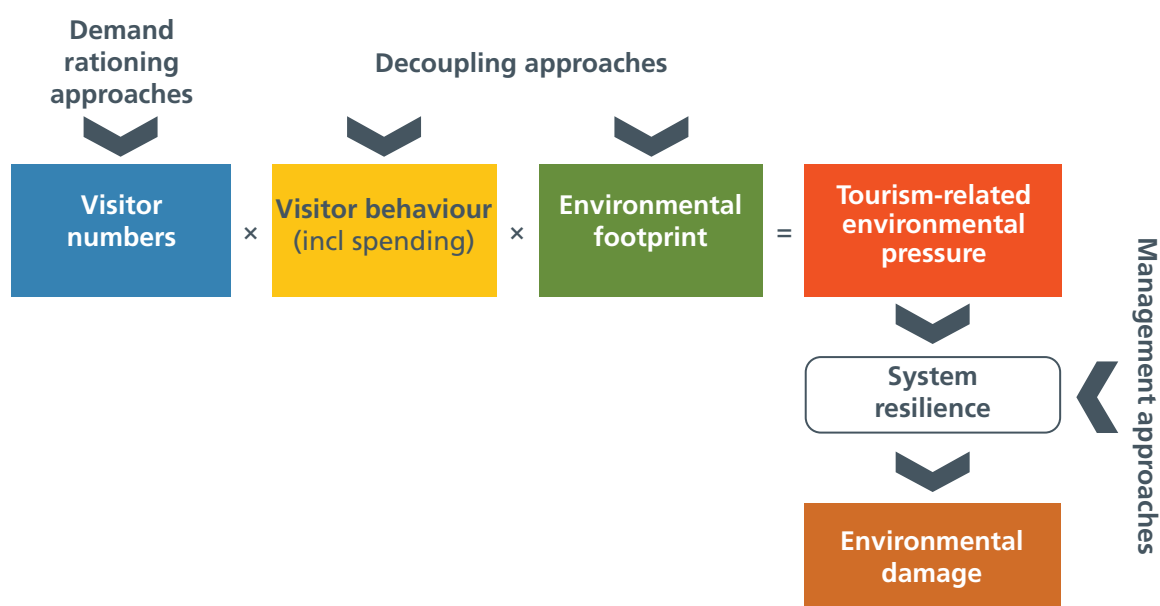 Demand
rationing
approaches
Decoupling approaches
Visitor
numbers
×
Visitor behaviour
(incl spending)
×
Environmental
footprint
=
Tourism-related
environmental
pressure
System
resilience
Management approaches
Environmental
damage